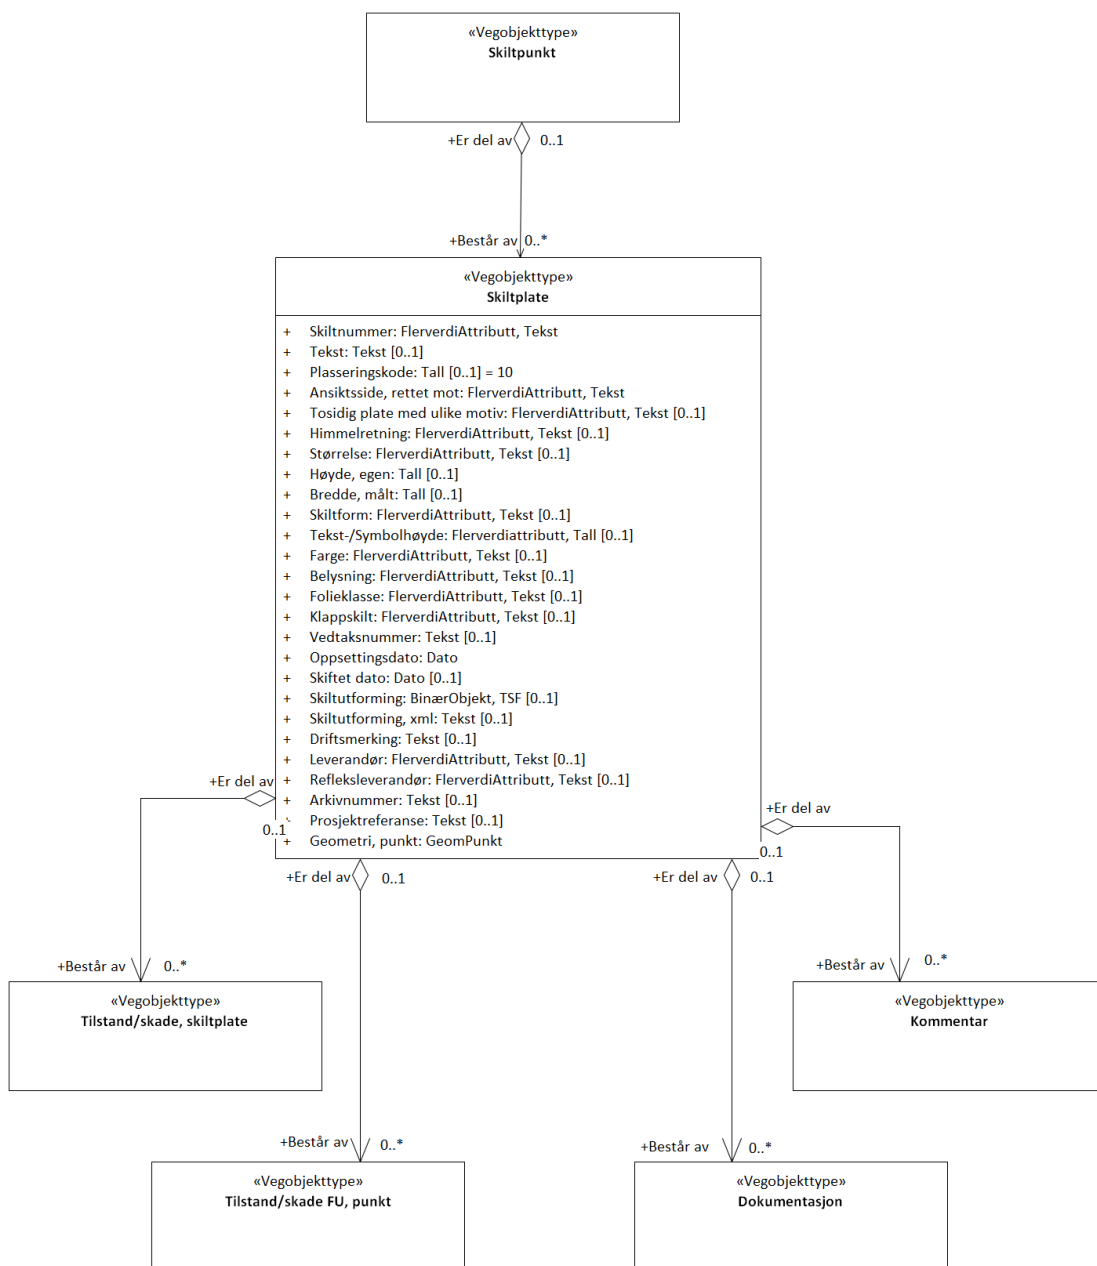 «Vegobjekttype»
Skiltpunkt
+Er del av 0..1
+Består av 0..*
«Vegobjekttype»
Skiltplate
+ Skiltnummer: FlerverdiAttributt, Tekst
+ Tekst: Tekst [0..1]
+ Plasseringskode: Tall [0..1] = 10
+ Ansiktsside, rettet mot: FlerverdiAttributt, Tekst
+ Tosidig plate med ulike motiv: FlerverdiAttributt, Tekst [0..1]
+ Himmelretning: FlerverdiAttributt, Tekst [0..1]
+ Størrelse: FlerverdiAttributt, Tekst [0..1]
+ Høyde, egen: Tall [0..1]
+ Bredde, målt: Tall [0..1]
+ Skiltform: FlerverdiAttributt, Tekst [0..1]
+ Tekst-/Symbolhøyde: Flerverdiattributt, Tall [0..1]
+ Farge: FlerverdiAttributt, Tekst [0..1]
+ Belysning: FlerverdiAttributt, Tekst [0..1]
+ Folieklasse: FlerverdiAttributt, Tekst [0..1]
+ Klappskilt: FlerverdiAttributt, Tekst [0..1]
+ Vedtaksnummer: Tekst [0..1]
+ Oppsettingsdato: Dato
+ Skiftet dato: Dato [0..1]
+ Skiltutforming: BinærObjekt, TSF [0..1]
+ Skiltutforming, xml: Tekst [0..1]
+ Driftsmerking: Tekst [0..1]
+ Leverandør: FlerverdiAttributt, Tekst [0..1]
+ Refleksleverandør: FlerverdiAttributt, Tekst [0..1]
+ Arkivnummer: Tekst [0..1]
+ Prosjektreferanse: Tekst [0..1]
+ Geometri, punkt: GeomPunkt
+Er del av
0..1
+Er del av
0..1
+Er del av 0..1
+Er del av 0..1
+Består av 0..*
+Består av 0..*
«Vegobjekttype»
Tilstand/skade, skiltplate
«Vegobjekttype»
Kommentar
+Består av 0..*
+Består av 0..*
«Vegobjekttype»
Tilstand/skade FU, punkt
«Vegobjekttype»
Dokumentasjon